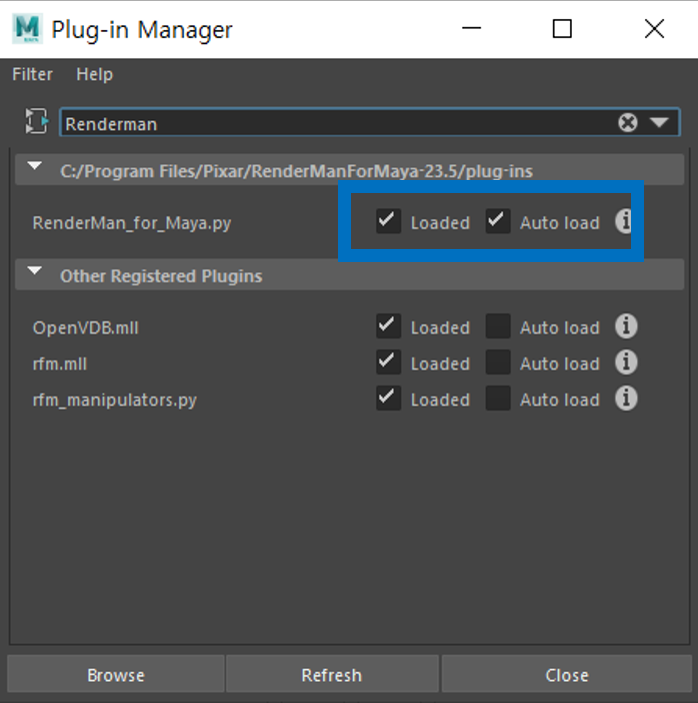 Plug-in Manager
Filter Help
Renderman
C:/Program Files/Pixar/RenderManForMaya-23.5/plug-ins
RenderMan_for_Maya.py Loaded Auto load
Other Registered Plugins
OpenVDB.mll Loaded Auto load
rfm.mll Loaded Auto load
rfm_manipulators.py Loaded Auto load
Browse Refresh Close